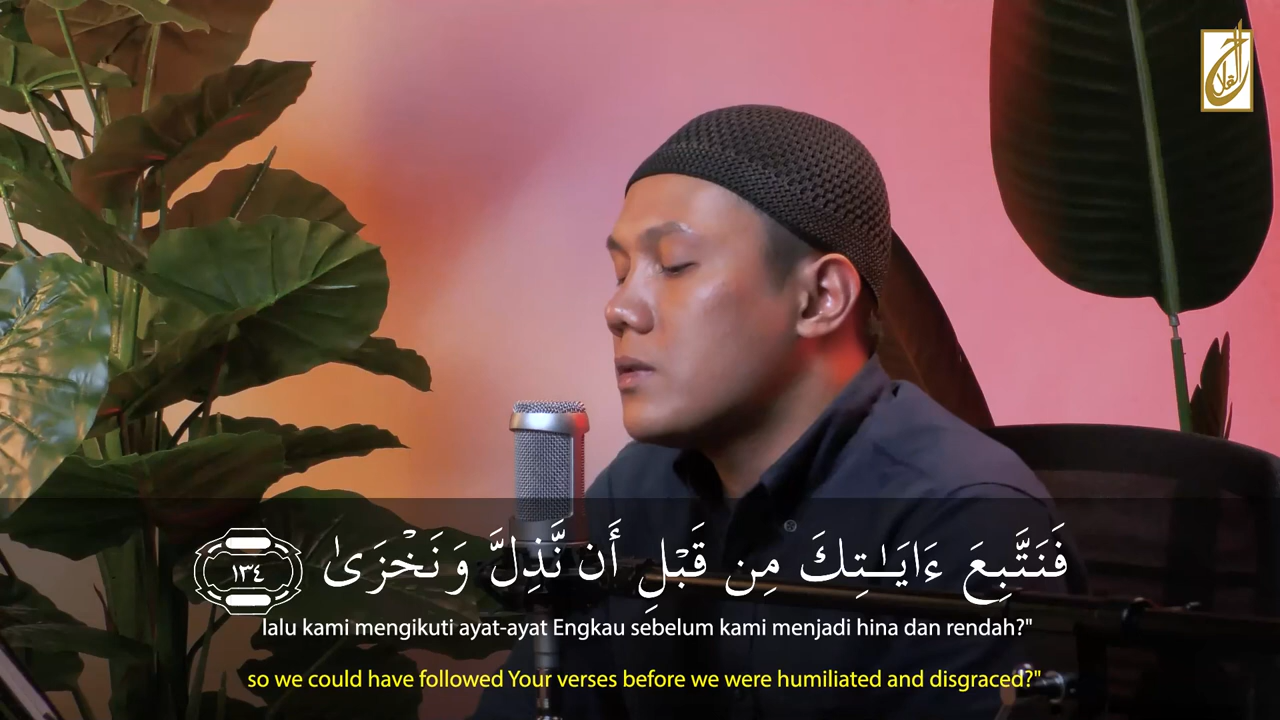 فَنَتَّبِعَ ءَايَـٰتِكَ مِن قَبْلِ أَن نَّذِلَّ وَنَخْزَىٰ ١٣٤
lalu kami mengikuti ayat-ayat Engkau sebelum kami menjadi hina dan rendah?"
so we could have followed Your verses before we were humiliated and disgraced?"